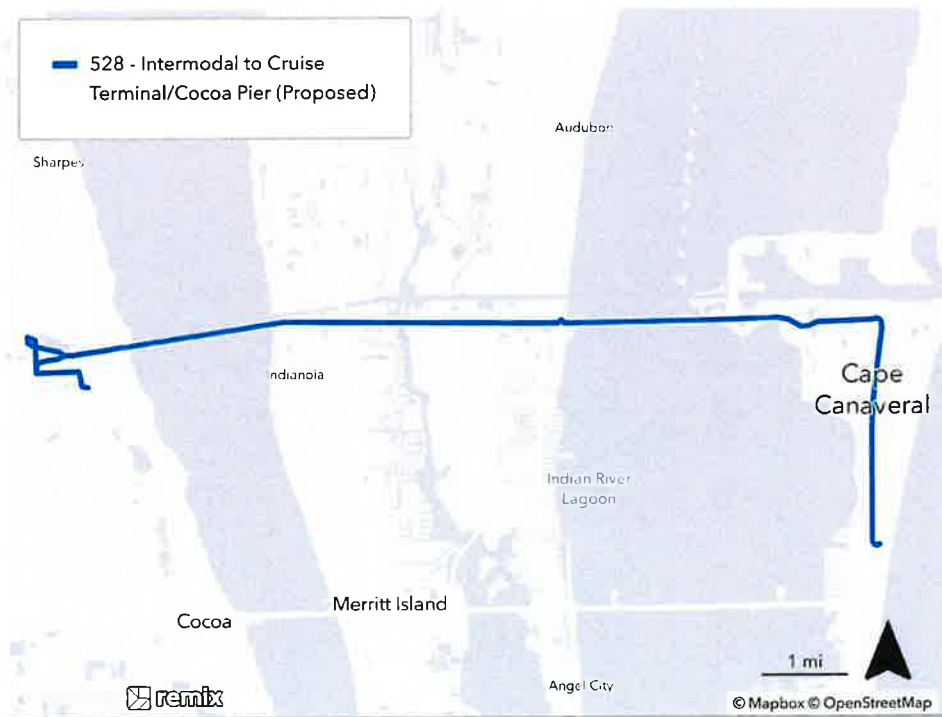 528 - Intermodal to Cruise
Terminal/Cocoa Pier (Proposed)
Audubon
Sharpes
Indianola
Cape
Canaveral
Indian River
Lagoon
Merritt Island
Cocoa
1 mi
Angel City
remix
© Mapbox © OpenStreetMap